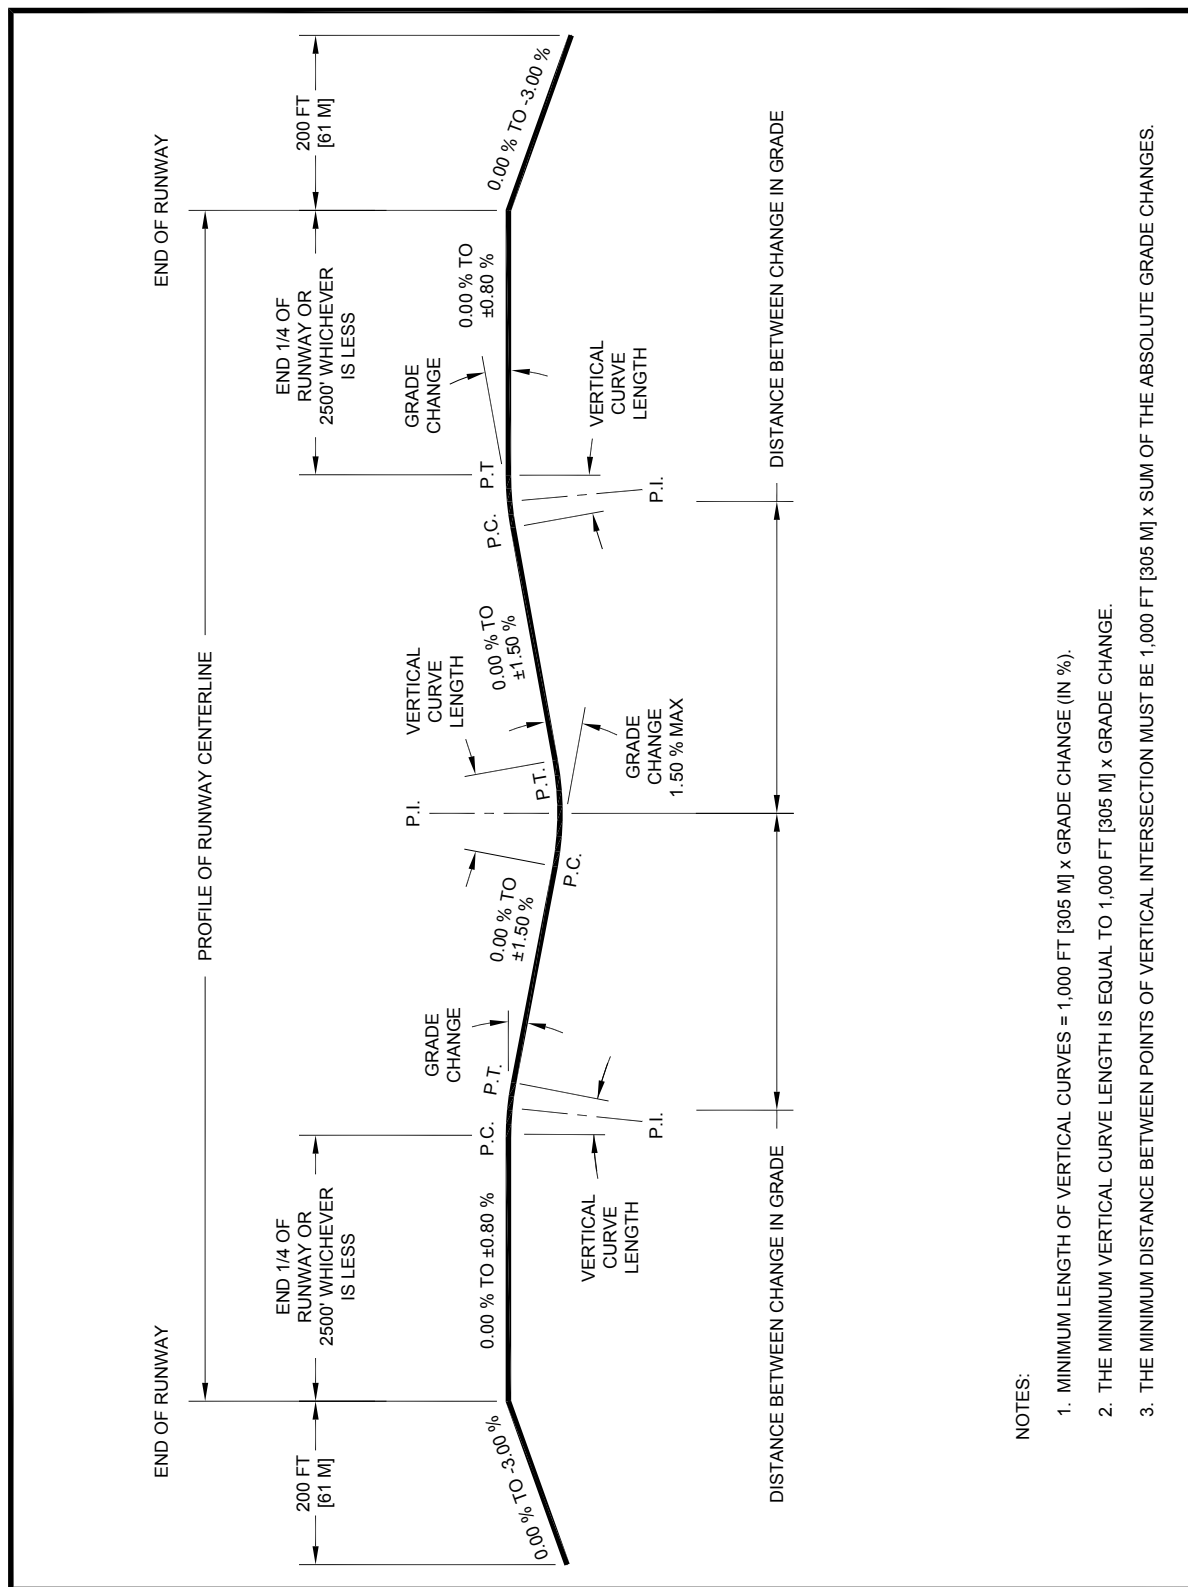 END OF RUNWAY
END OF RUNWAY
PROFILE OF RUNWAY CENTERLINE
200 FT
[61 M]
END 1/4 OF
RUNWAY OR
2500' WHICHEVER
IS LESS
END 1/4 OF
RUNWAY OR
2500' WHICHEVER
IS LESS
200 FT
[61 M]
0.00 % TO -3.00 %
0.00 % TO ±0.80 %
P.C.
P.T.
GRADE
CHANGE
0.00 % TO
±1.50 %
P.I.
VERTICAL
CURVE
LENGTH
P.C.
P.T.
0.00 % TO
±1.50 %
P.C.
P.T
GRADE
CHANGE
0.00 % TO
±0.80 %
0.00 % TO -3.00 %
VERTICAL
CURVE
LENGTH
P.I.
GRADE
CHANGE
1.50 % MAX
P.I.
VERTICAL
CURVE
LENGTH
DISTANCE BETWEEN CHANGE IN GRADE
DISTANCE BETWEEN CHANGE IN GRADE
NOTES:
1. MINIMUM LENGTH OF VERTICAL CURVES = 1,000 FT [305 M] x GRADE CHANGE (IN %).
2. THE MINIMUM VERTICAL CURVE LENGTH IS EQUAL TO 1,000 FT [305 M] x GRADE CHANGE.
3. THE MINIMUM DISTANCE BETWEEN POINTS OF VERTICAL INTERSECTION MUST BE 1,000 FT [305 M] x SUM OF THE ABSOLUTE GRADE CHANGES.